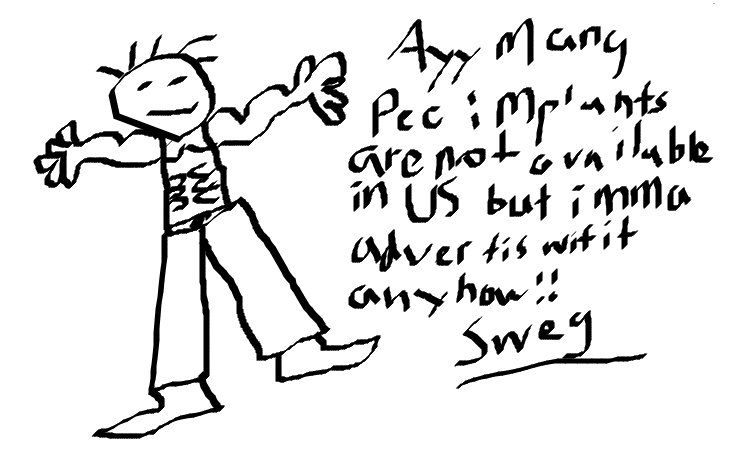 Ayy Mang
Pec implants
are not available
in US but imma
advertis wit it
anyhow!!
Sweg